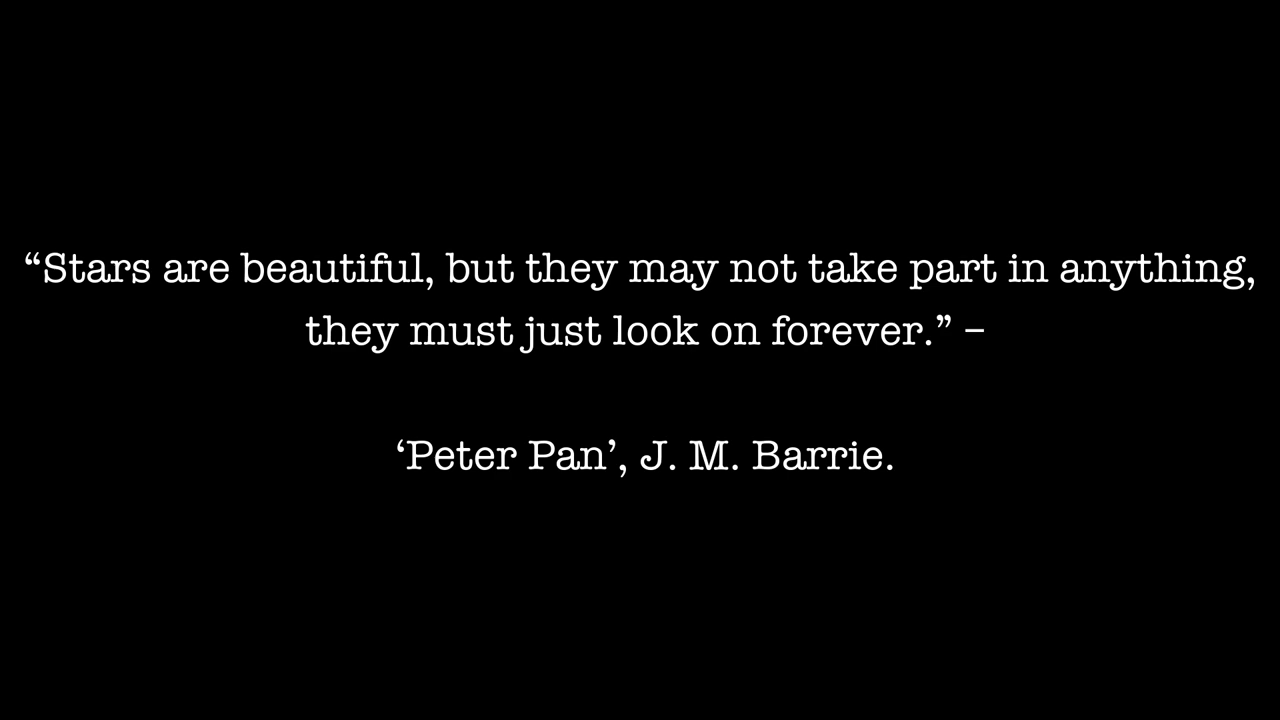 “Stars are beautiful, but they may not take part in anything,
they must just look on forever.” –
‘Peter Pan’, J. M. Barrie.